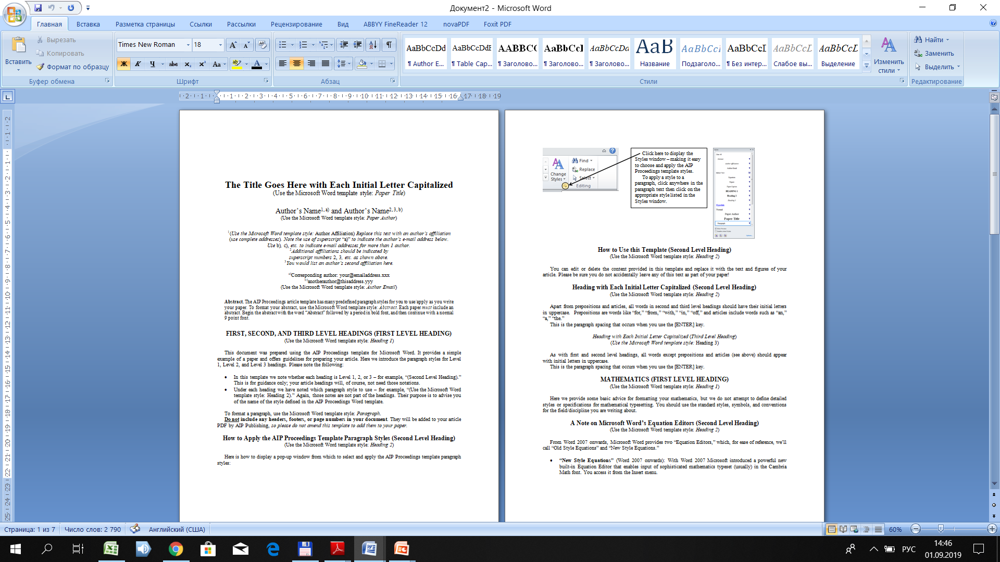 Документ2 - Microsoft Word
Главная Вставка Разметка страницы Ссылки Рассылки Рецензирование Вид ABBYY FineReader 12 novaPDF Foxit PDF
Вставить
Вырезать
Копировать
Формат по образцу
Буфер обмена
Times New Roman 18
Ж К Ч abc x₂ x² Aa
Шрифт
Абзац
AaBbCcDd AaBbCcDdE AABBC AaBbCcI AaBbCcDa АаВ AaBbCcI AaBbCcI AaBbCcL AaBbCcL
¶ Author E... ¶ Table Cap... ¶ Заголово... ¶ Заголово... ¶ Заголово... Название Подзаголо... ¶ Без интер... Слабое вы... Выделение
Стили
Изменить
стили
Найти
Заменить
Выделить
Редактирование
The Title Goes Here with Each Initial Letter Capitalized
(Use the Microsoft Word template style: Paper Title)
Author’s Name1, a) and Author’s Name2, 3, b)
(Use the Microsoft Word template style: Paper Author)
1(Use the Microsoft Word template style: Author Affiliation) Replace this text with an author’s affiliation
(use complete addresses). Note the use of superscript “a)” to indicate the author’s e-mail address below.
Use b), c), etc. to indicate e-mail addresses for more than 1 author.
2Additional affiliations should be indicated by
superscript numbers 2, 3, etc. as shown above.
3You would list an author’s second affiliation here.
a)Corresponding author: your@emailaddress.xxx
b)anotherauthor@thisaddress.yyy
(Use the Microsoft Word template style: Author Email)
Abstract. The AIP Proceedings article template has many predefined paragraph styles for you to use/apply as you write
your paper. To format your abstract, use the Microsoft Word template style: Abstract. Each paper must include an
abstract. Begin the abstract with the word “Abstract” followed by a period in bold font, and then continue with a normal
9 point font.
FIRST, SECOND, AND THIRD LEVEL HEADINGS (FIRST LEVEL HEADING)
(Use the Microsoft Word template style: Heading 1)
This document was prepared using the AIP Proceedings template for Microsoft Word. It provides a simple
example of a paper and offers guidelines for preparing your article. Here we introduce the paragraph styles for Level
1, Level 2, and Level 3 headings. Please note the following:
• In this template we note whether each heading is Level 1, 2, or 3 – for example, “(Second Level Heading).”
This is for guidance only; your article headings will, of course, not need those notations.
• Under each heading we have noted which paragraph style to use – for example, “(Use the Microsoft Word
template style: Heading 2).” Again, those notes are not part of the headings. Their purpose is to advise you
of the name of the style defined in the AIP Proceedings Word template.
To format a paragraph, use the Microsoft Word template style: Paragraph.
Do not include any headers, footers, or page numbers in your document. They will be added to your article
PDF by AIP Publishing, so please do not amend this template to add them to your paper.
How to Apply the AIP Proceedings Template Paragraph Styles (Second Level Heading)
(Use the Microsoft Word template style: Heading 2)
Here is how to display a pop-up window from which to select and apply the AIP Proceedings template paragraph
styles:
Change
Styles
Find
Replace
Select
Editing
Click here to display the
Styles window – making it easy
to choose and apply the AIP
Proceedings template styles.
To apply a style to a
paragraph, click anywhere in the
paragraph text then click on the
appropriate style listed in the
Styles window.
HEADING 1
Heading 2
Normal
Paper Author
Paper Title
Paragraph
How to Use this Template (Second Level Heading)
(Use the Microsoft Word template style: Heading 2)
You can edit or delete the content provided in this template and replace it with the text and figures of your
article. Please be sure you do not accidentally leave any of this text as part of your paper!
Heading with Each Initial Letter Capitalized (Second Level Heading)
(Use the Microsoft Word template style: Heading 2)
Apart from prepositions and articles, all words in second and third level headings should have their initial letters
in uppercase. Prepositions are words like “for,” “from,” “with,” “in,” “off,” and articles include words such as “an,”
“a,” “the.”
This is the paragraph spacing that occurs when you use the [ENTER] key.
Heading with Each Initial Letter Capitalized (Third Level Heading)
(Use the Microsoft Word template style: Heading 3)
As with first and second level headings, all words except prepositions and articles (see above) should appear
with initial letters in uppercase.
This is the paragraph spacing that occurs when you use the [ENTER] key.
MATHEMATICS (FIRST LEVEL HEADING)
(Use the Microsoft Word template style: Heading 1)
Here we provide some basic advice for formatting your mathematics, but we do not attempt to define detailed
styles or specifications for mathematical typesetting. You should use the standard styles, symbols, and conventions
for the field/discipline you are writing about.
A Note on Microsoft Word’s Equation Editors (Second Level Heading)
(Use the Microsoft Word template style: Heading 2)
From Word 2007 onwards, Microsoft Word provides two “Equation Editors,” which, for ease of reference, we’ll
call “Old Style Equations” and “New Style Equations.”
• “New Style Equations” (Word 2007 onwards): With Word 2007 Microsoft introduced a powerful new
built-in Equation Editor that enables input of sophisticated mathematics typeset (usually) in the Cambria
Math font. You access it from the Insert menu.
Страница: 1 из 7 Число слов: 2 790 Английский (США) 60%
РУС
14:46
01.09.2019